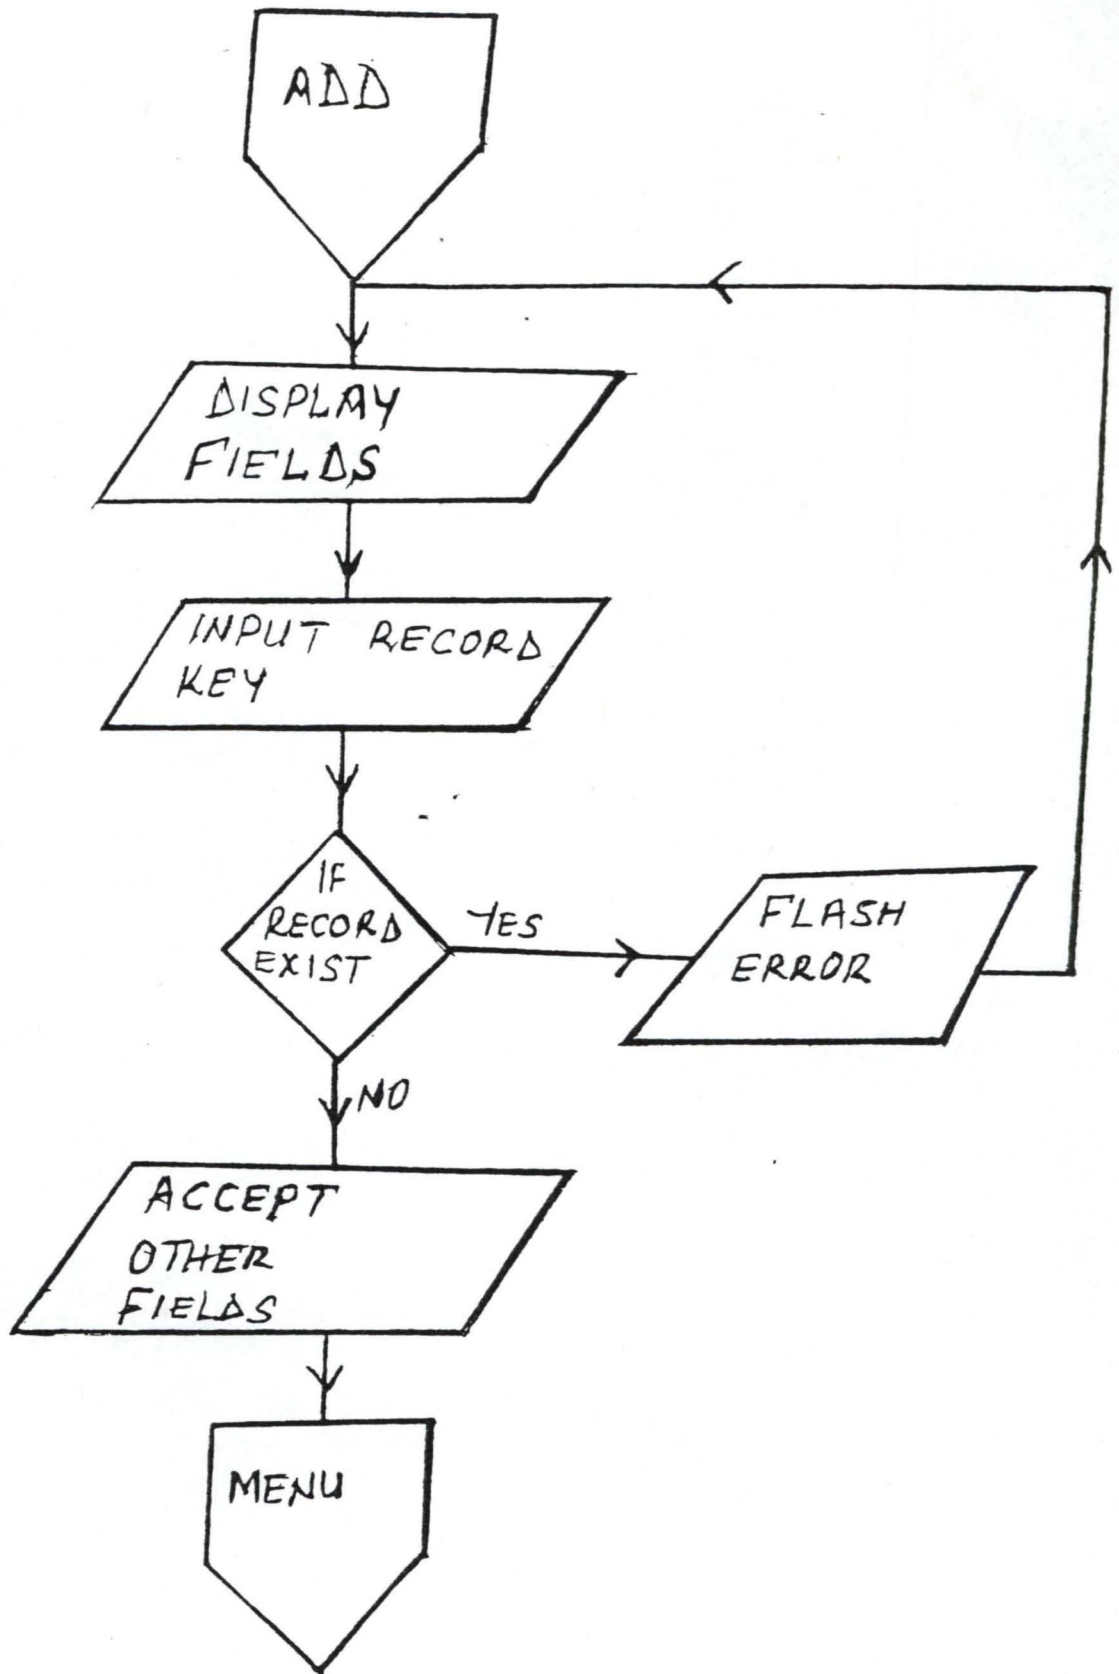 ADD
DISPLAY
FIELDS
INPUT RECORD
KEY
IF
RECORD
EXIST
YES
FLASH
ERROR
NO
ACCEPT
OTHER
FIELDS
MENU